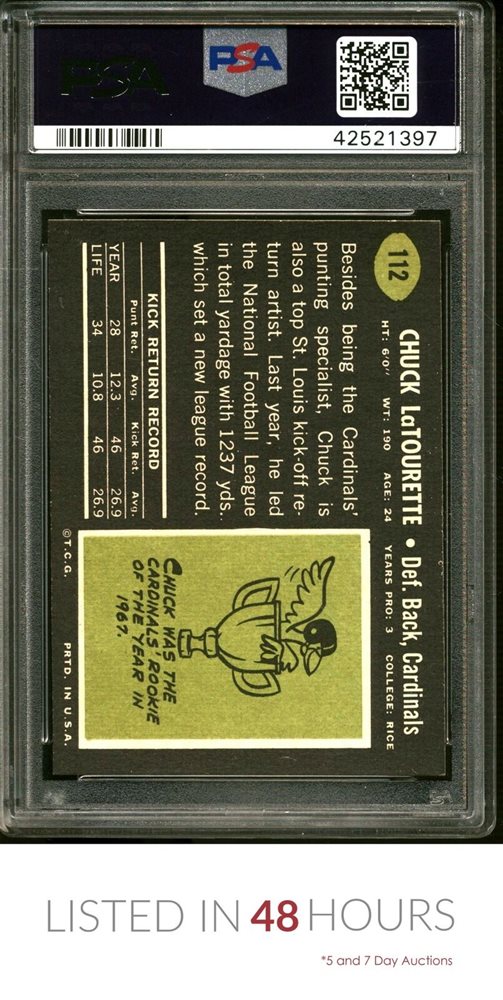 PSA
PSA
42521397
112
CHUCK LaTOURETTE • Def. Back, Cardinals
HT: 6'0" WT: 190 AGE: 24 YEARS PRO: 3 COLLEGE: RICE
Besides being the Cardinals'
punting specialist, Chuck is
also a top St. Louis kick-off re-
turn artist. Last year, he led
the National Football League
in total yardage with 1237 yds..
which set a new league record.
KICK RETURN RECORD
Punt Ret. Avg. Kick Ret. Avg.
YEAR 28 12.3 46 26.9
LIFE 34 10.8 46 26.9
CHUCK WAS THE
CARDINALS' ROOKIE
OF THE YEAR IN
1967.
©T.C.G. PRTD. IN U.S.A.
LISTED IN 48 HOURS
*5 and 7 Day Auctions